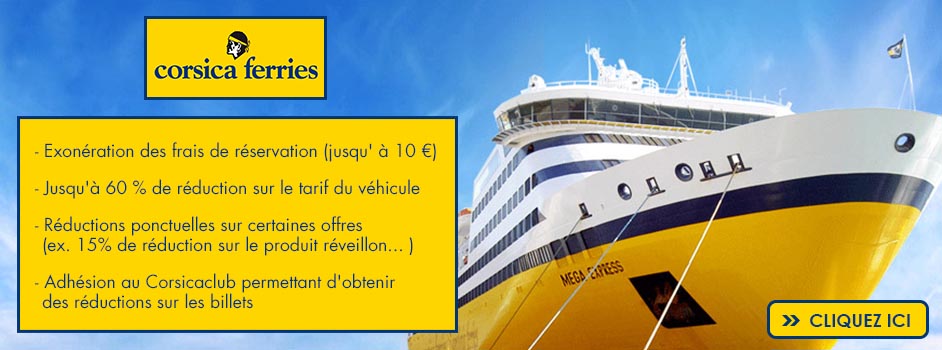 corsica ferries
- Exonération des frais de réservation (jusqu' à 10 €)
- Jusqu'à 60 % de réduction sur le tarif du véhicule
- Réductions ponctuelles sur certaines offres
(ex. 15% de réduction sur le produit réveillon... )
- Adhésion au Corsicaclub permettant d'obtenir
des réductions sur les billets
MEGA EXPRESS
» CLIQUEZ ICI